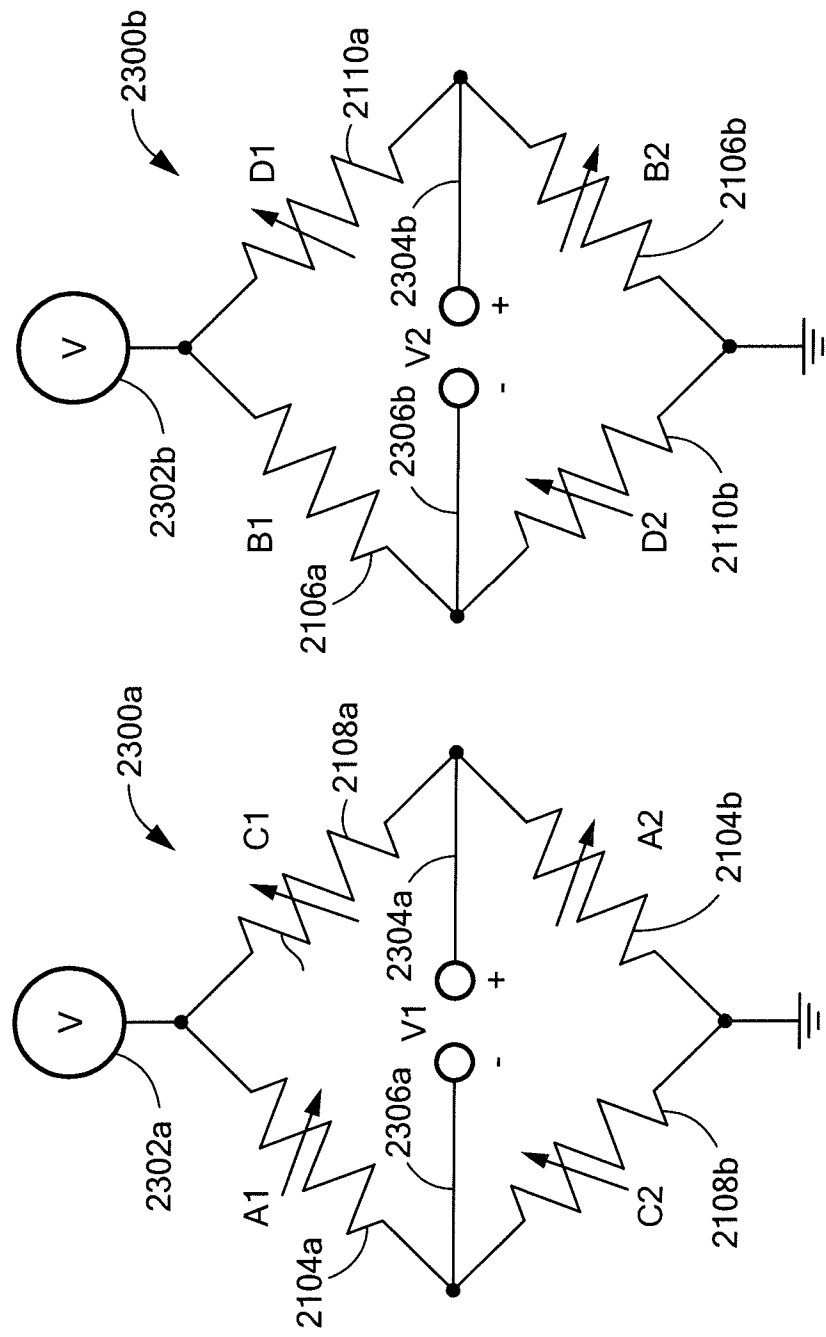 2300a
2302a
V
A1
2104a
C1
2108a
2306a
V1
2304a
-
+
C2
2108b
A2
2104b
2300b
2302b
V
B1
2106a
D1
2110a
2306b
V2
2304b
-
+
D2
2110b
B2
2106b